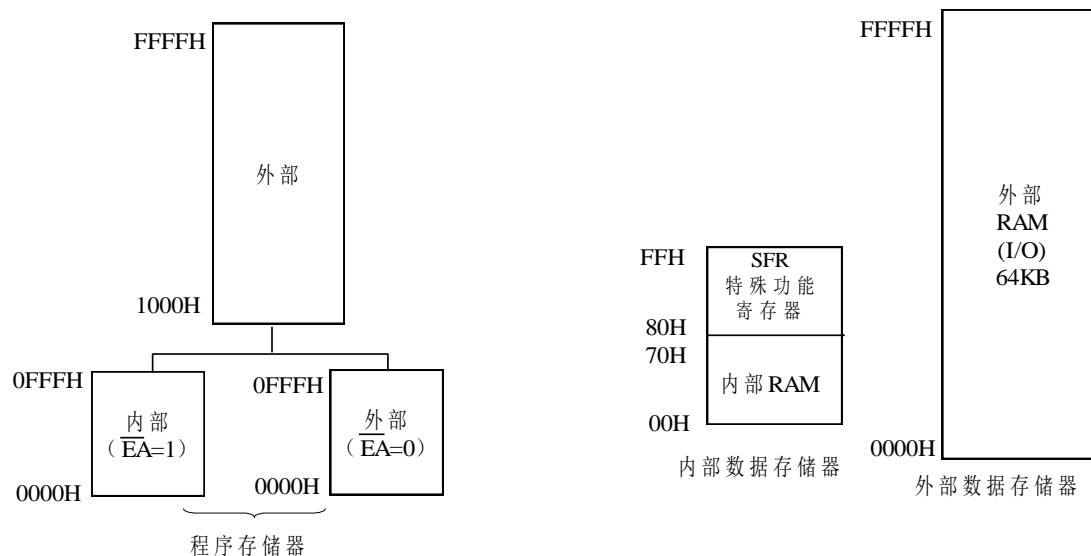 FFFFH
外部
1000H
0FFFH
内部
（EA=1）
0000H
0FFFH
外部
（EA=0）
0000H
程序存储器
FFH
SFR
特殊功能
寄存器
80H
70H
内部RAM
00H
内部数据存储器
FFFFH
外部
RAM
(I/O)
64KB
0000H
外部数据存储器